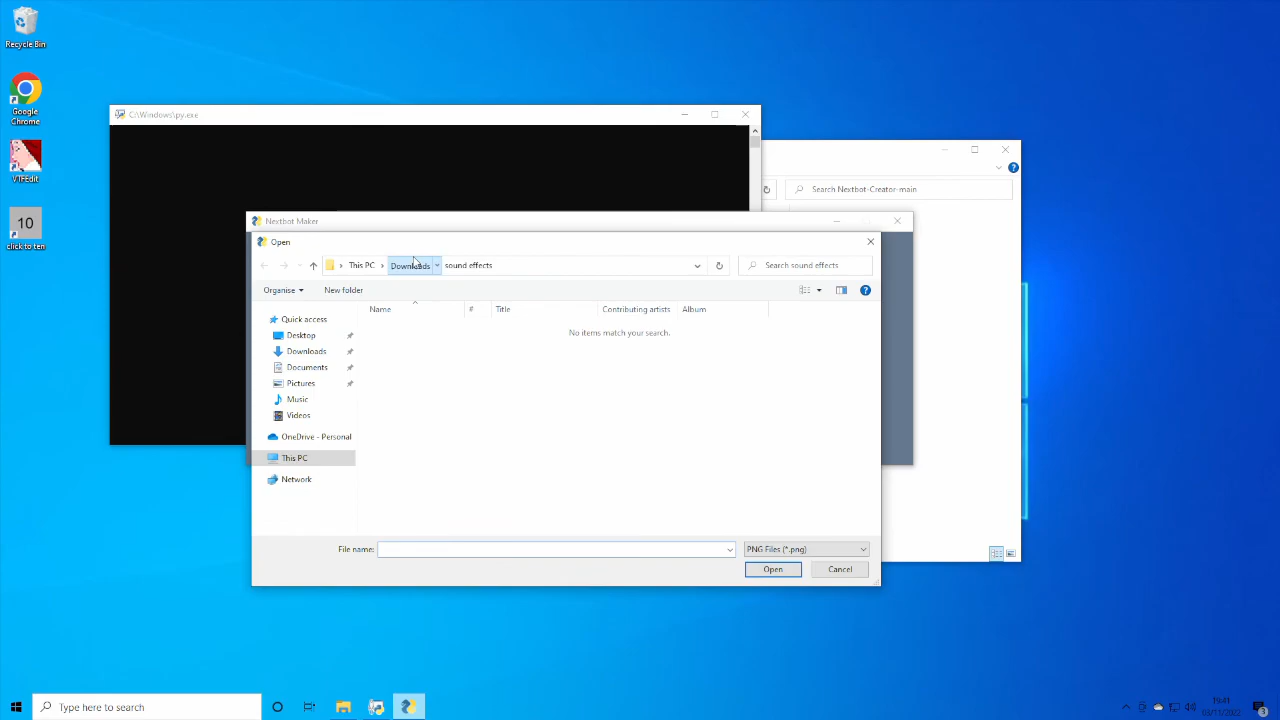 Recycle Bin
Google
Chrome
VTFEdit
10
click to ten
C:\Windows\py.exe
Search Nextbot-Creator-main
Nextbot Maker
Open
This PC
Downloads
sound effects
Search sound effects
Organise
New folder
Name
#
Title
Contributing artists
Album
No items match your search.
Quick access
Desktop
Downloads
Documents
Pictures
Music
Videos
OneDrive - Personal
This PC
Network
File name:
PNG Files (*.png)
Open
Cancel
Type here to search
19:41
3